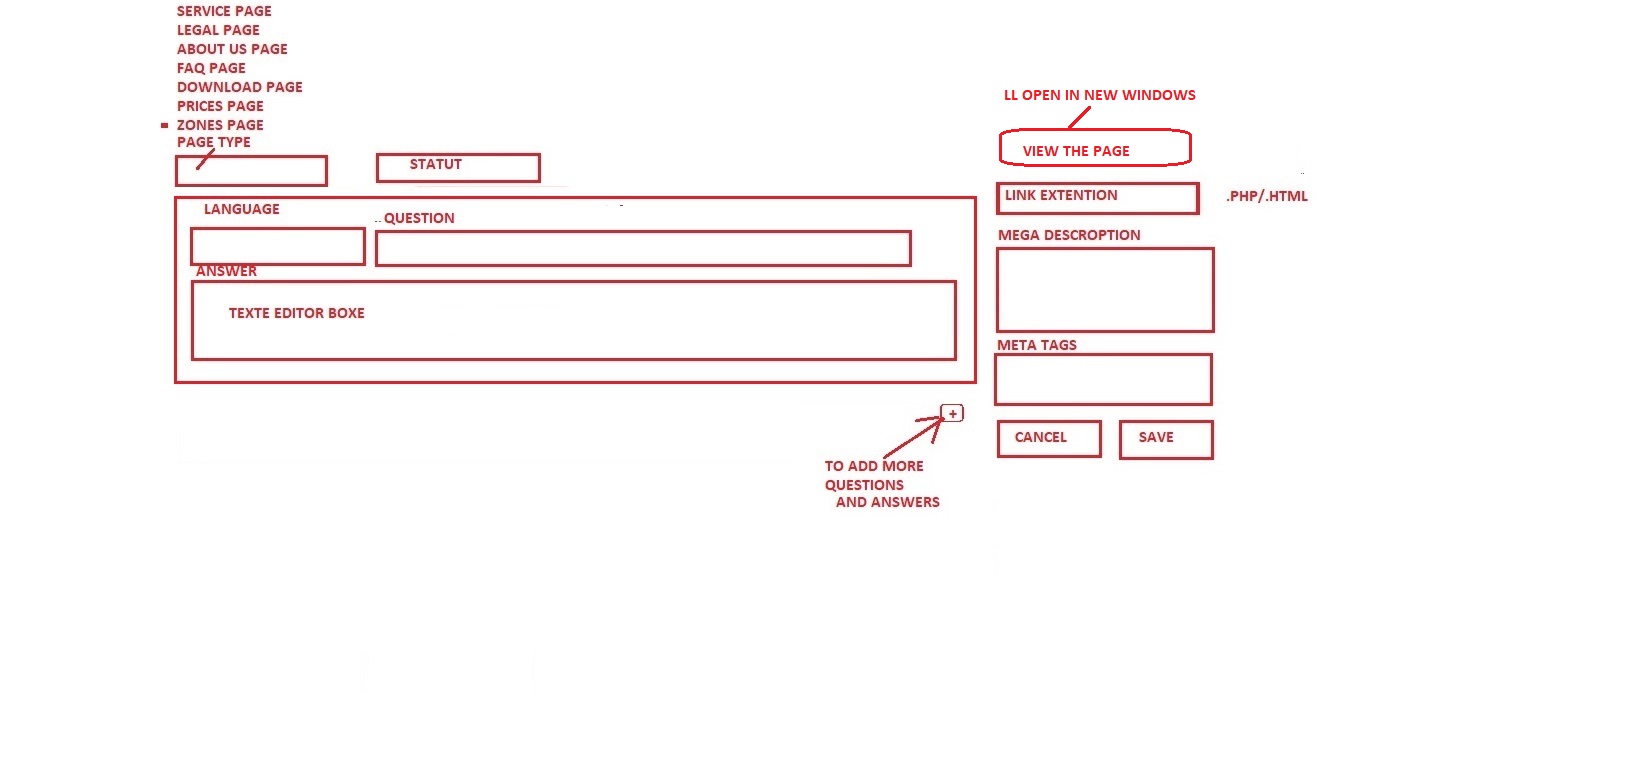 SERVICE PAGE
LEGAL PAGE
ABOUT US PAGE
FAQ PAGE
DOWNLOAD PAGE
PRICES PAGE
ZONES PAGE
PAGE TYPE
STATUT
LANGUAGE
QUESTION
ANSWER
TEXTE EDITOR BOXE
+
TO ADD MORE
QUESTIONS
AND ANSWERS
LL OPEN IN NEW WINDOWS
VIEW THE PAGE
LINK EXTENTION
.PHP/.HTML
MEGA DESCROPTION
META TAGS
CANCEL
SAVE